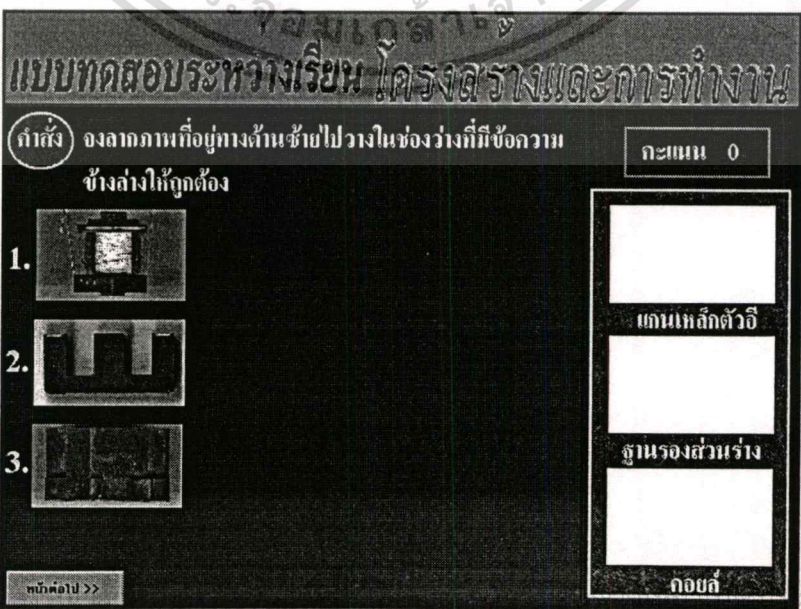 แบบทดสอบระหว่างเรียน โครงสร้างและการทำงาน
คำสั่ง จงลากภาพที่อยู่ทางด้านซ้ายไปวางในช่องว่างที่มีข้อความ
ข้างล่างให้ถูกต้อง
คะแนน 0
1.
2.
3.
แกนเหล็กตัวอี
ฐานรองส่วนร่าง
คอยล์
หน้าต่อไป >>